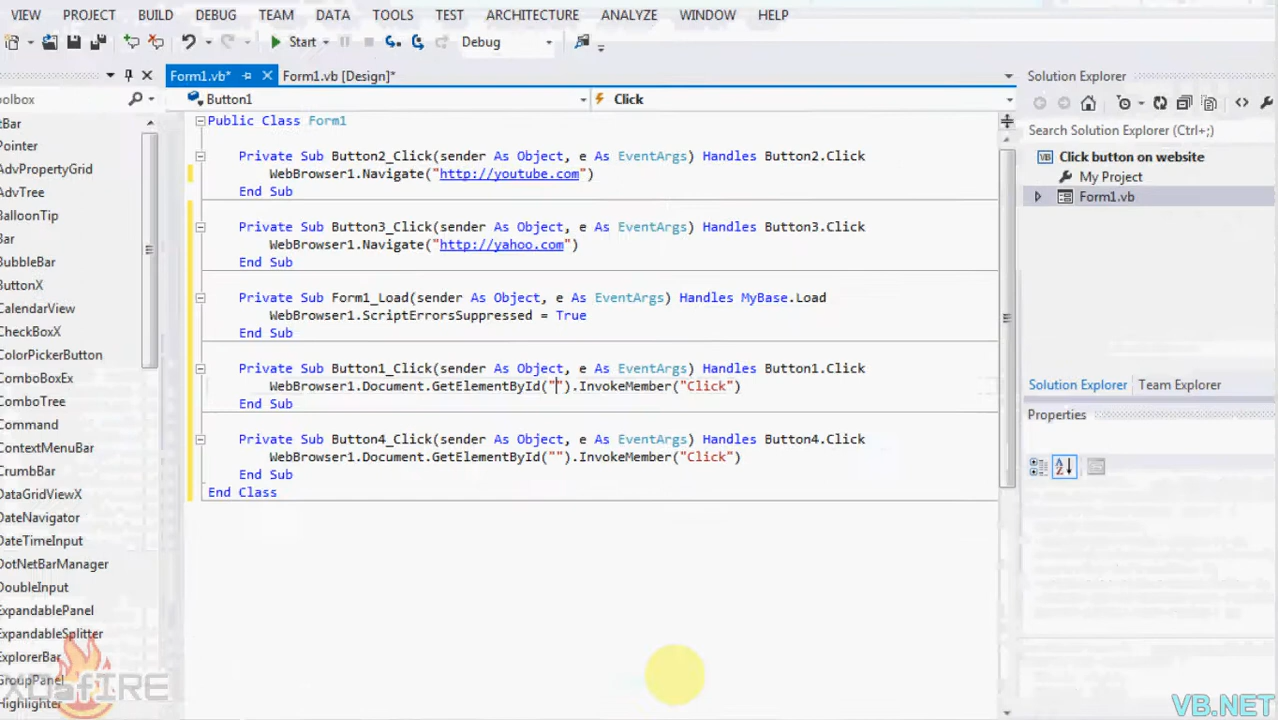 VIEW PROJECT BUILD DEBUG TEAM DATA TOOLS TEST ARCHITECTURE ANALYZE WINDOW HELP
Start Debug
Form1.vb* Form1.vb [Design]*
Button1 Click
oolbox
tBar
Pointer
AdvPropertyGrid
AdvTree
BalloonTip
Bar
BubbleBar
ButtonX
CalendarView
CheckBoxX
ColorPickerButton
ComboBoxEx
ComboTree
Command
ContextMenuBar
CrumbBar
DataGridViewX
DateNavigator
DateTimeInput
DotNetBarManager
DoubleInput
ExpandablePanel
ExpandableSplitter
ExplorerBar
GroupPanel
Highlighter
Public Class Form1
Private Sub Button2_Click(sender As Object, e As EventArgs) Handles Button2.Click
WebBrowser1.Navigate("http://youtube.com")
End Sub
Private Sub Button3_Click(sender As Object, e As EventArgs) Handles Button3.Click
WebBrowser1.Navigate("http://yahoo.com")
End Sub
Private Sub Form1_Load(sender As Object, e As EventArgs) Handles MyBase.Load
WebBrowser1.ScriptErrorsSuppressed = True
End Sub
Private Sub Button1_Click(sender As Object, e As EventArgs) Handles Button1.Click
WebBrowser1.Document.GetElementById("").InvokeMember("Click")
End Sub
Private Sub Button4_Click(sender As Object, e As EventArgs) Handles Button4.Click
WebBrowser1.Document.GetElementById("").InvokeMember("Click")
End Sub
End Class
Solution Explorer
Search Solution Explorer (Ctrl+;)
VB Click button on website
My Project
Form1.vb
Solution Explorer Team Explorer
Properties
VB.NET